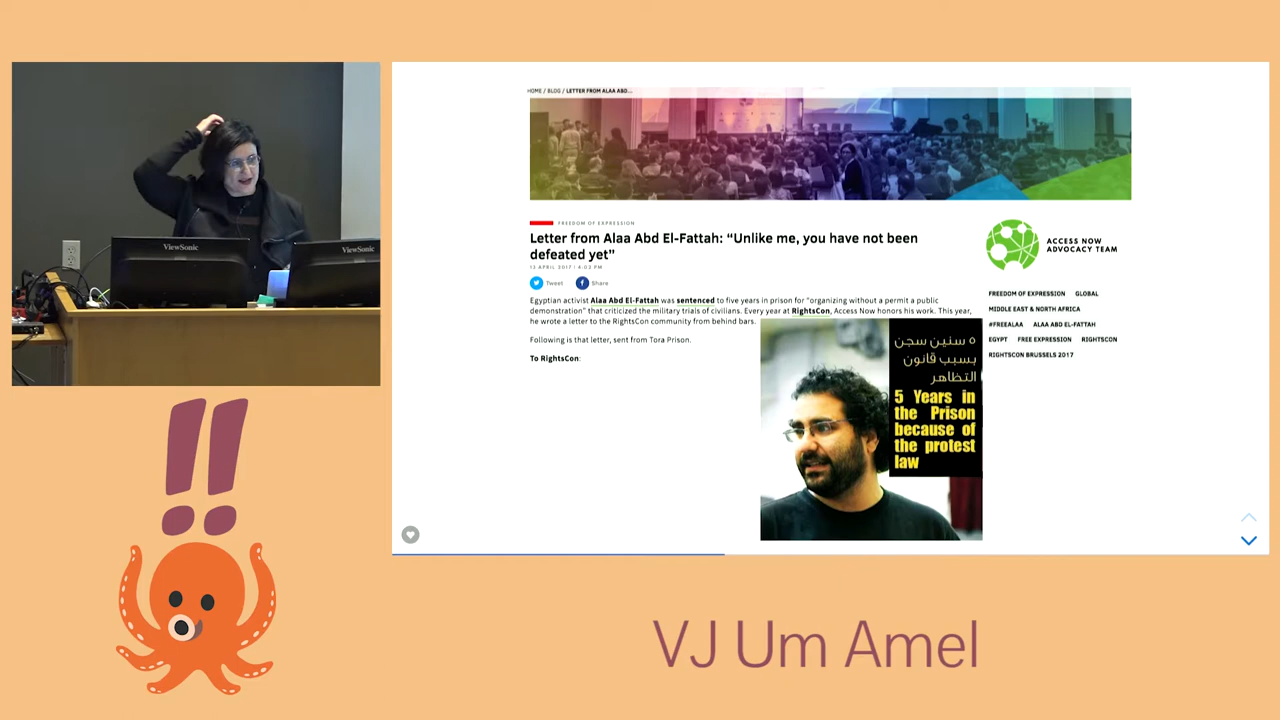 ViewSonic
ViewSonic
HOME / BLOG / LETTER FROM ALAA ABD...
FREEDOM OF EXPRESSION
Letter from Alaa Abd El-Fattah: “Unlike me, you have not been
defeated yet”
13 APRIL 2017 | 4:02 PM
Tweet
Share
Egyptian activist Alaa Abd El-Fattah was sentenced to five years in prison for “organizing without a permit a public
demonstration” that criticized the military trials of civilians. Every year at RightsCon, Access Now honors his work. This year,
he wrote a letter to the RightsCon community from behind bars.
Following is that letter, sent from Tora Prison.
To RightsCon:
٥ سنين سجن
بسبب قانون
التظاهر
5 Years in
the Prison
because of
the protest
law
ACCESS NOW
ADVOCACY TEAM
FREEDOM OF EXPRESSION GLOBAL
MIDDLE EAST & NORTH AFRICA
#FREEALAA ALAA ABD EL-FATTAH
EGYPT FREE EXPRESSION RIGHTSCON
RIGHTSCON BRUSSELS 2017
!!
VJ Um Amel